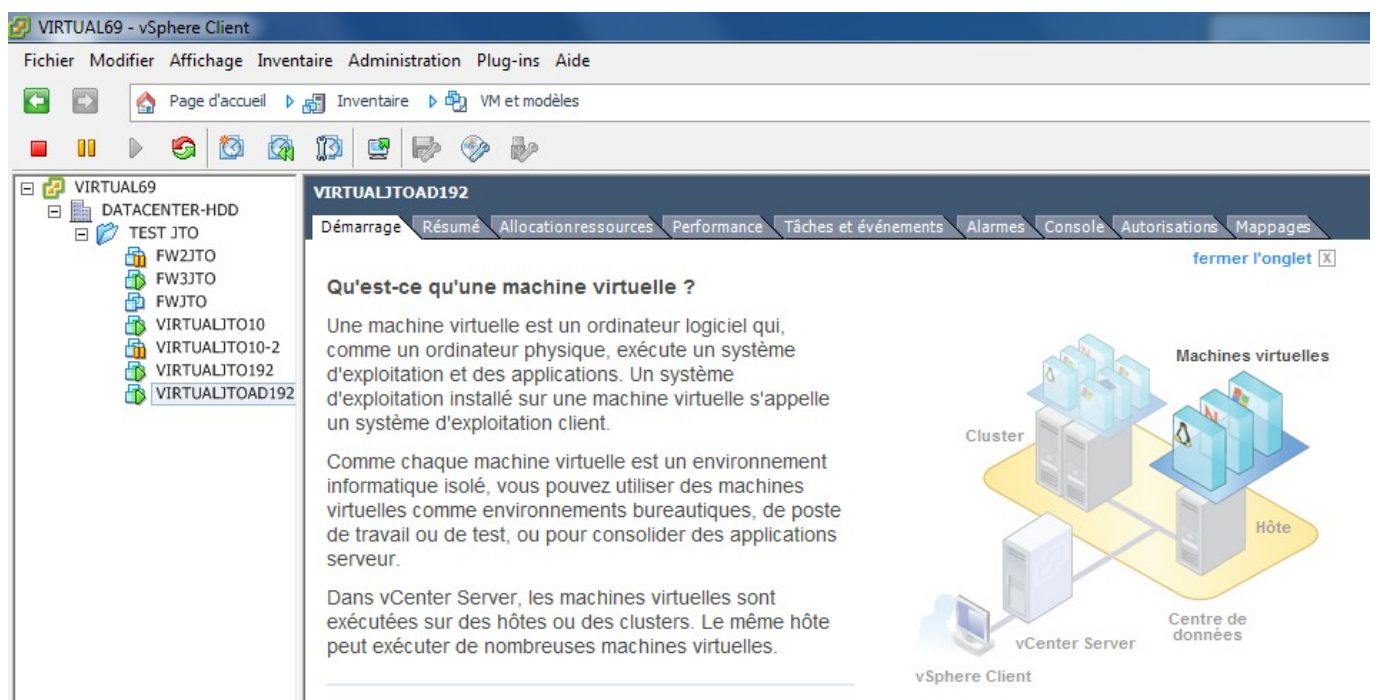 VIRTUAL69 - vSphere Client
Fichier Modifier Affichage Inventaire Administration Plug-ins Aide
Page d'accueil Inventaire VM et modèles
VIRTUAL69
DATACENTER-HDD
TEST JTO
FW2JTO
FW3JTO
FWJTO
VIRTUALJTO10
VIRTUALJTO10-2
VIRTUALJTO192
VIRTUALJTOAD192
VIRTUALJTOAD192
Démarrage Résumé Allocation ressources Performance Tâches et événements Alarmes Console Autorisations Mappages
fermer l'onglet X
Qu'est-ce qu'une machine virtuelle ?
Une machine virtuelle est un ordinateur logiciel qui,
comme un ordinateur physique, exécute un système
d'exploitation et des applications. Un système
d'exploitation installé sur une machine virtuelle s'appelle
un système d'exploitation client.
Comme chaque machine virtuelle est un environnement
informatique isolé, vous pouvez utiliser des machines
virtuelles comme environnements bureautiques, de poste
de travail ou de test, ou pour consolider des applications
serveur.
Dans vCenter Server, les machines virtuelles sont
exécutées sur des hôtes ou des clusters. Le même hôte
peut exécuter de nombreuses machines virtuelles.
Machines virtuelles
Cluster
Hôte
Centre de
données
vCenter Server
vSphere Client